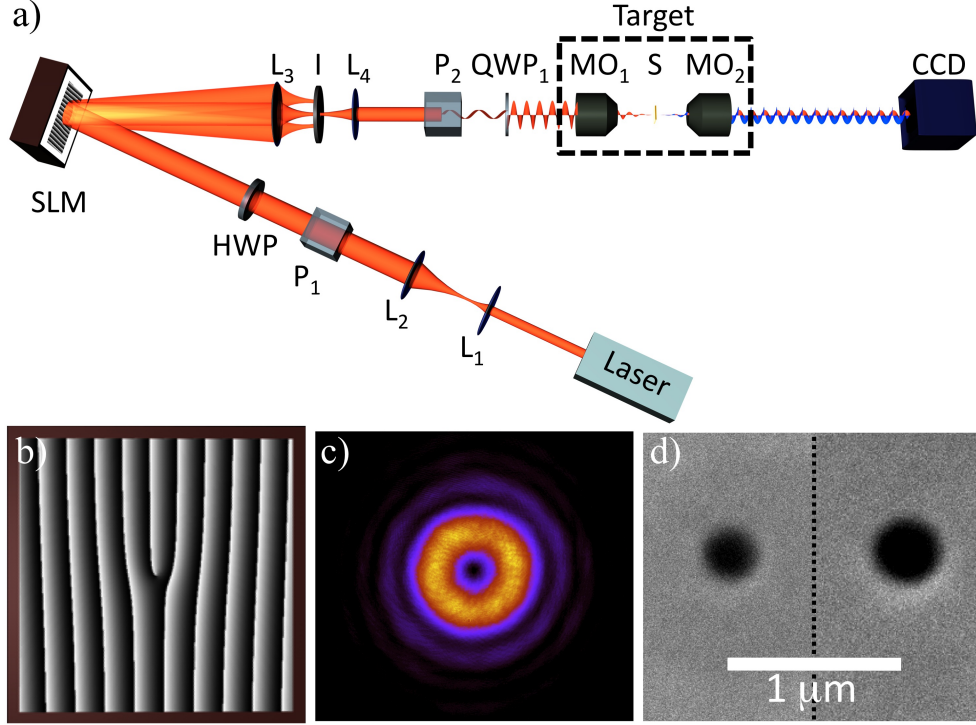 a)
Target
L3 I L4 P2 QWP1 MO1 S MO2 CCD
SLM
HWP
P1
L2
L1
Laser
b)
c)
d)
1 μm